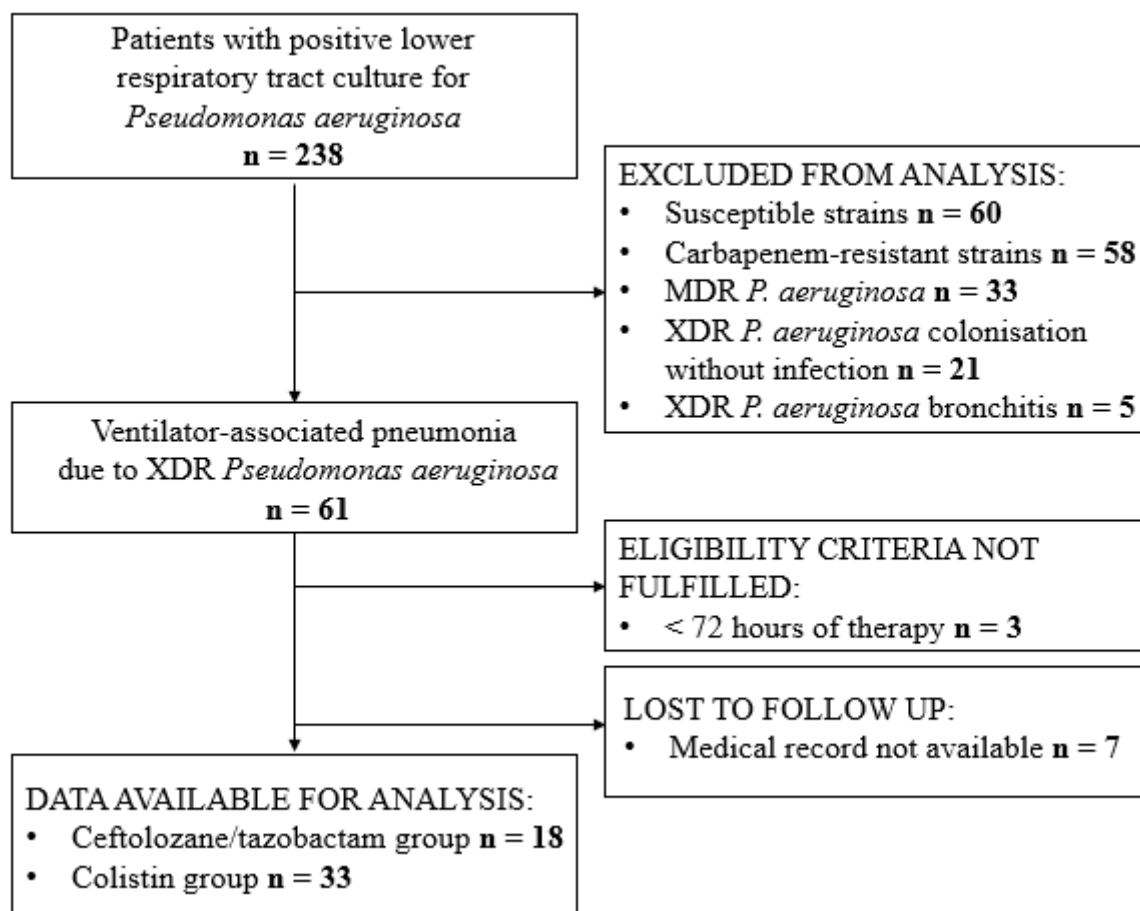 Patients with positive lower
respiratory tract culture for
Pseudomonas aeruginosa
n = 238
EXCLUDED FROM ANALYSIS:
• Susceptible strains n = 60
• Carbapenem-resistant strains n = 58
• MDR P. aeruginosa n = 33
• XDR P. aeruginosa colonisation
without infection n = 21
• XDR P. aeruginosa bronchitis n = 5
Ventilator-associated pneumonia
due to XDR Pseudomonas aeruginosa
n = 61
ELIGIBILITY CRITERIA NOT
FULFILLED:
• < 72 hours of therapy n = 3
LOST TO FOLLOW UP:
• Medical record not available n = 7
DATA AVAILABLE FOR ANALYSIS:
• Ceftolozane/tazobactam group n = 18
• Colistin group n = 33